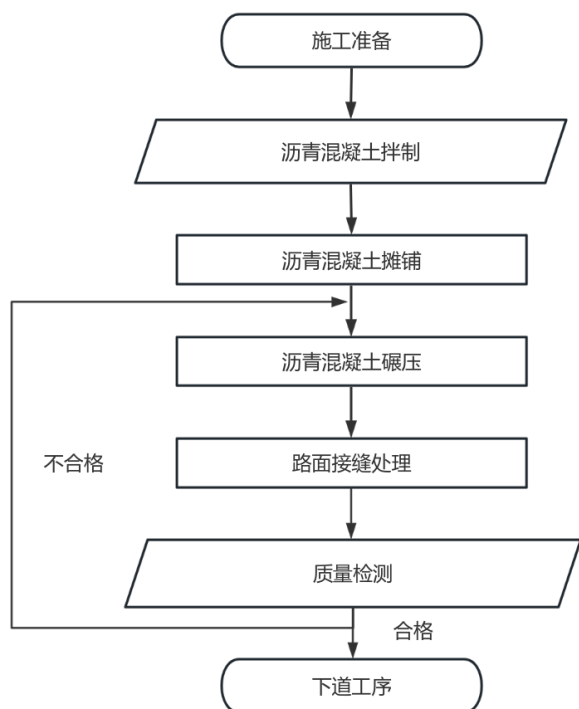 施工准备
沥青混凝土拌制
沥青混凝土摊铺
沥青混凝土碾压
不合格
路面接缝处理
质量检测
合格
下道工序